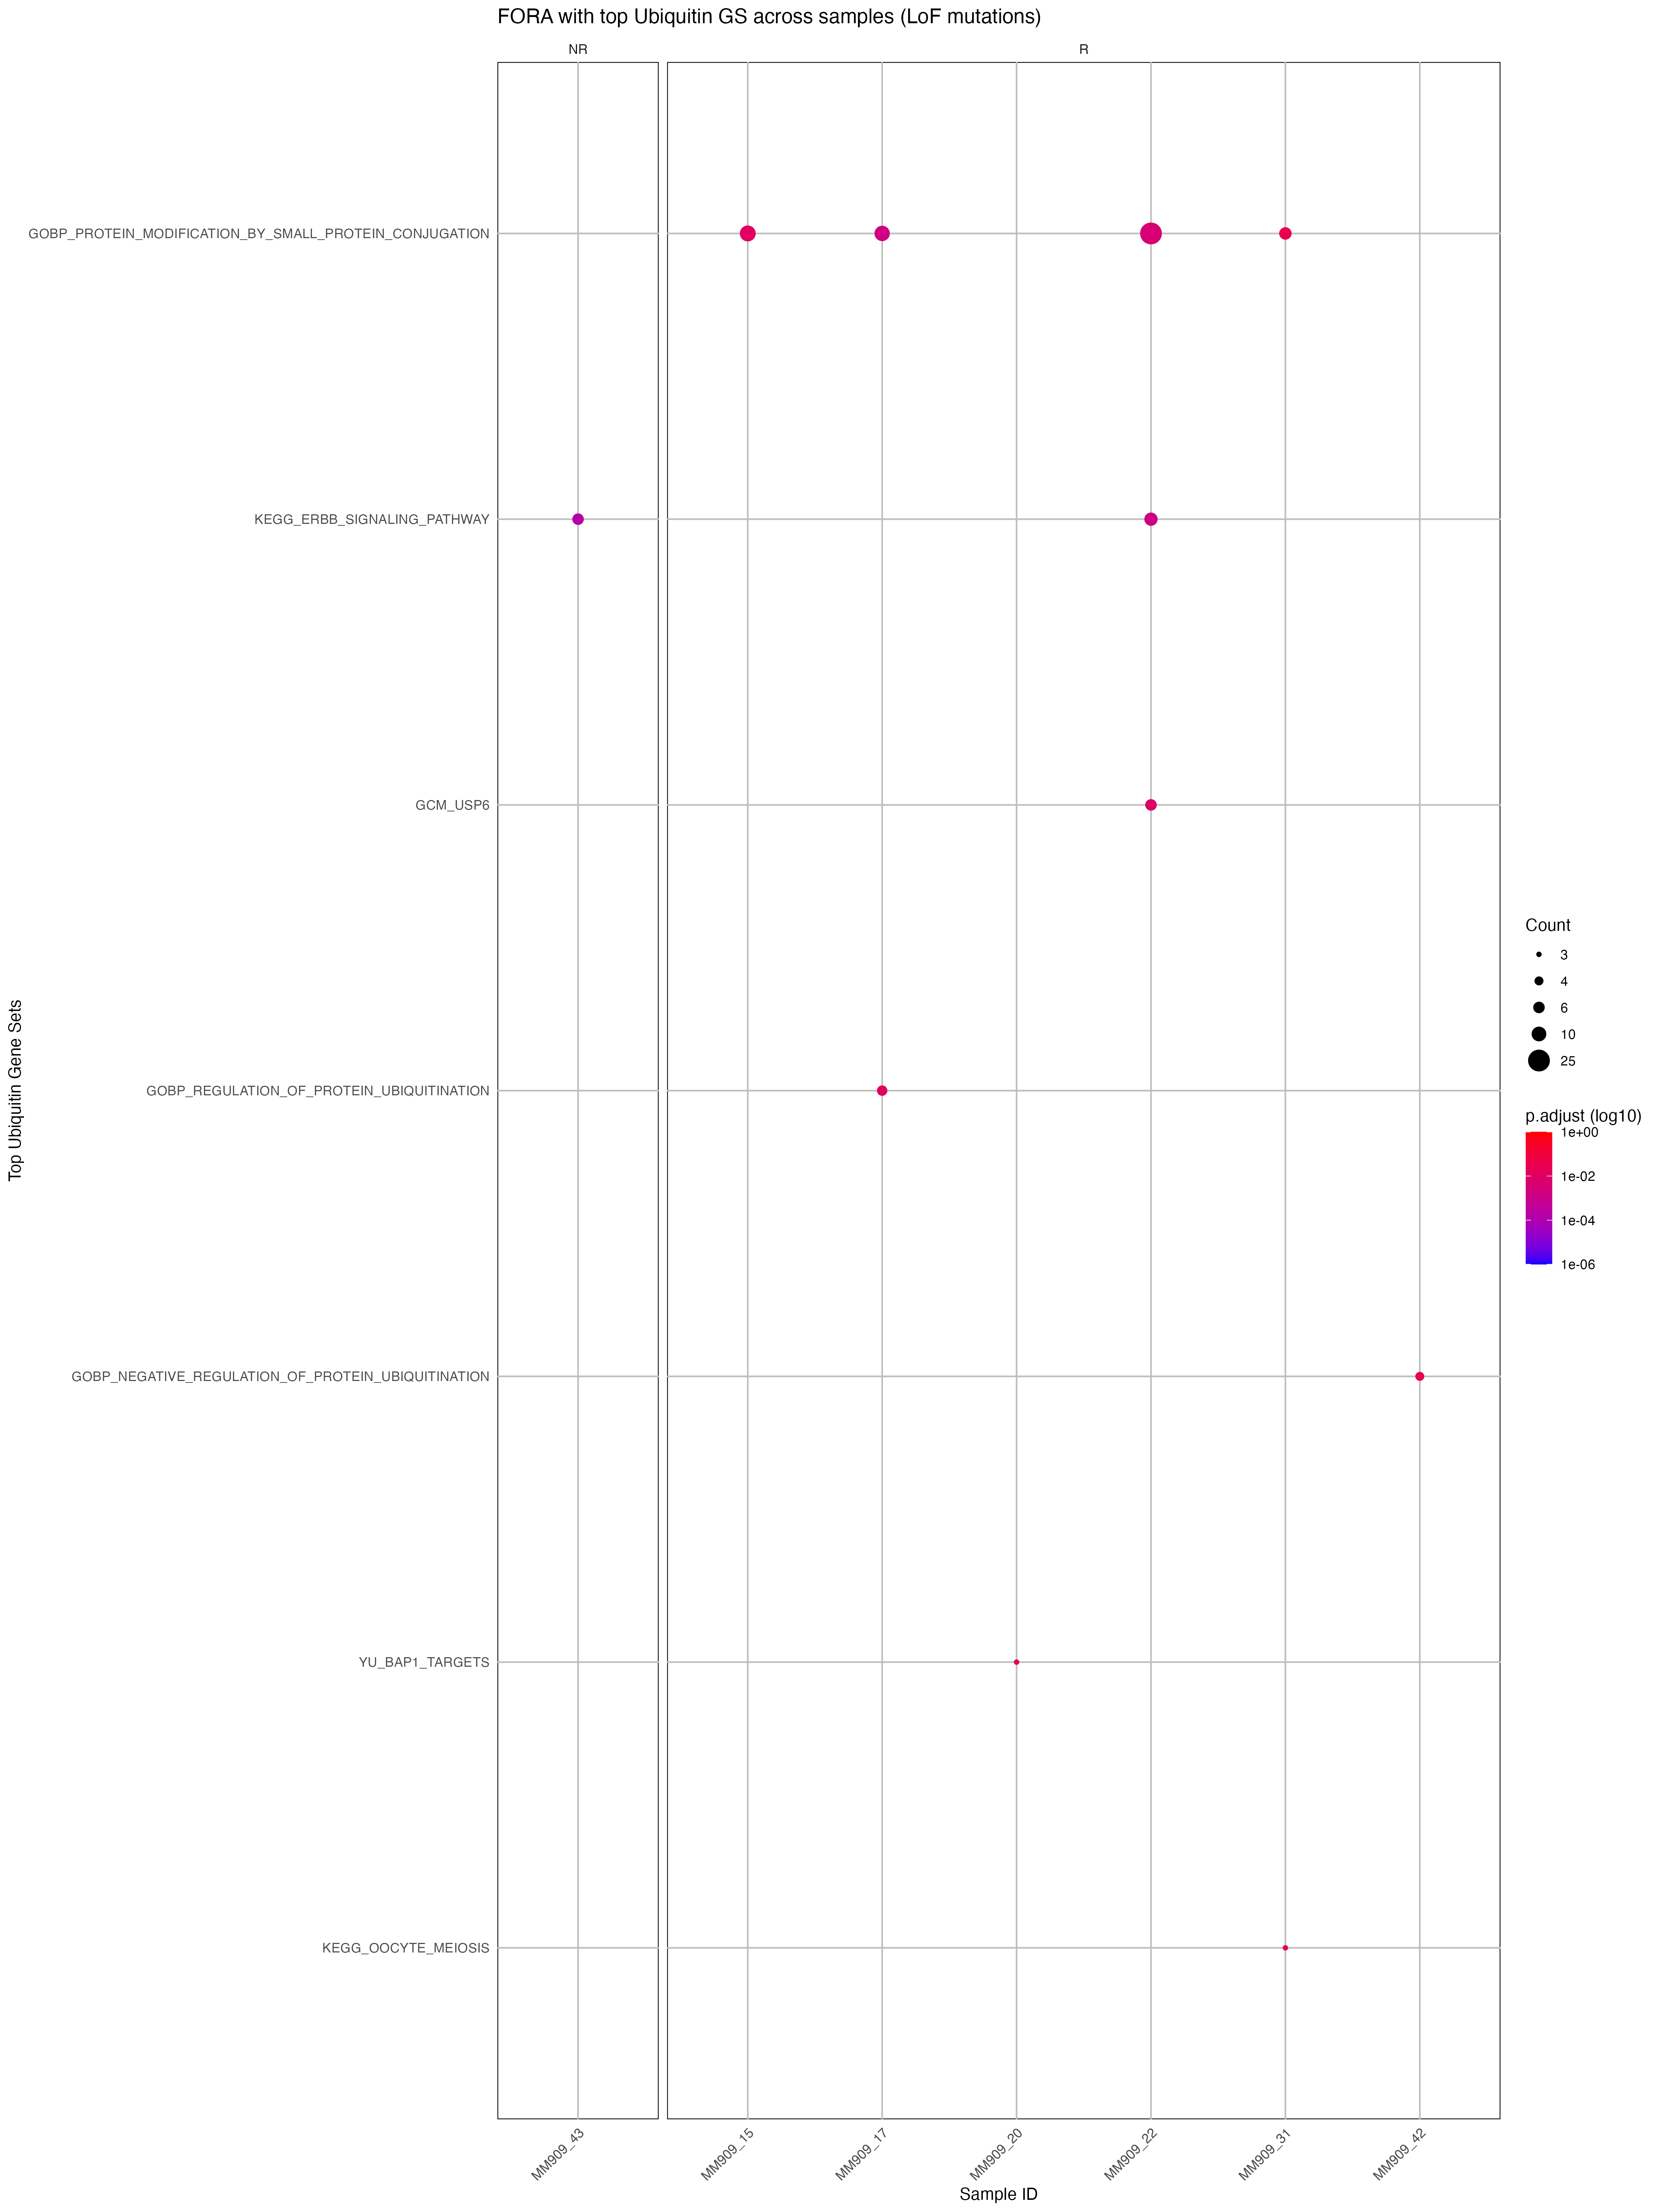 FORA with top Ubiquitin GS across samples (LoF mutations)
NR
R
GOBP_PROTEIN_MODIFICATION_BY_SMALL_PROTEIN_CONJUGATION
KEGG_ERBB_SIGNALING_PATHWAY
GCM_USP6
GOBP_REGULATION_OF_PROTEIN_UBIQUITINATION
GOBP_NEGATIVE_REGULATION_OF_PROTEIN_UBIQUITINATION
YU_BAP1_TARGETS
KEGG_OOCYTE_MEIOSIS
Top Ubiquitin Gene Sets
MM909_43
MM909_15
MM909_17
MM909_20
MM909_22
MM909_31
MM909_42
Sample ID
Count
3
4
6
10
25
p.adjust (log10)
1e+00
1e-02
1e-04
1e-06